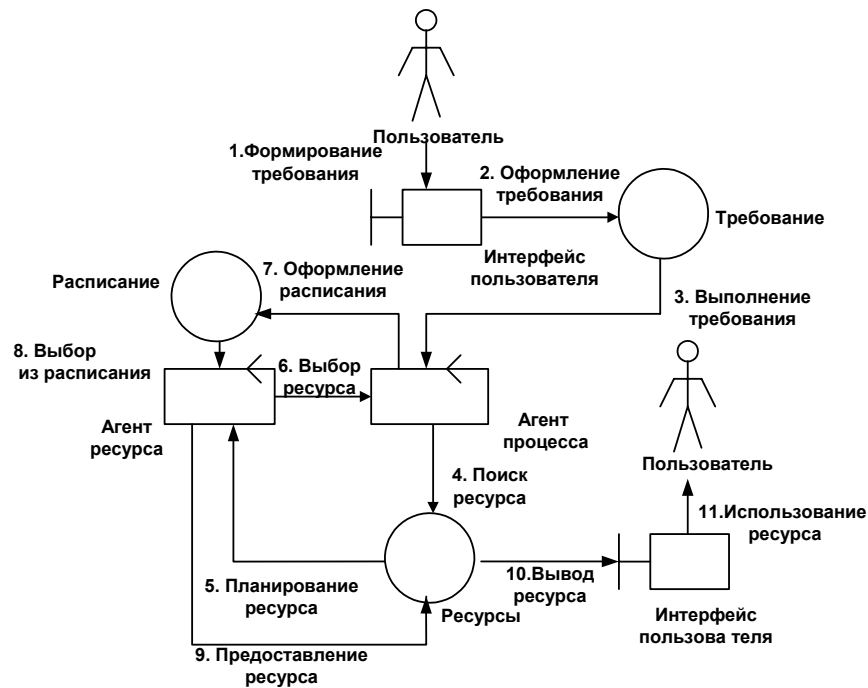 Пользователь
1.Формирование
требования
2. Оформление
требования
Требование
Интерфейс
пользователя
Расписание
7. Оформление
расписания
3. Выполнение
требования
8. Выбор
из расписания
6. Выбор
ресурса
Агент
ресурса
Агент
процесса
Пользователь
4. Поиск
ресурса
11.Использование
ресурса
5. Планирование
ресурса
10.Вывод
ресурса
Ресурсы
Интерфейс
пользова теля
9. Предоставление
ресурса